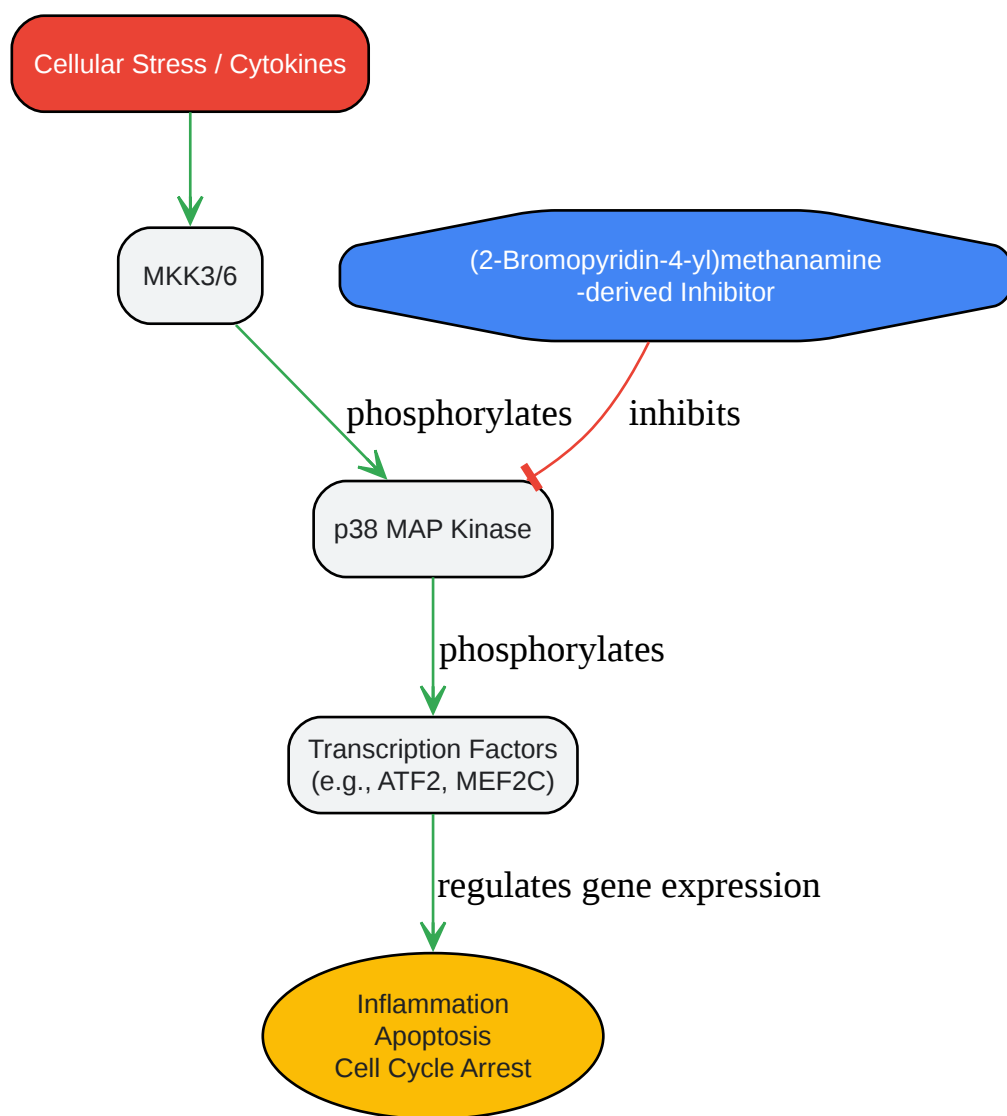 Cellular Stress / Cytokines
MKK3/6
(2-Bromopyridin-4-yl)methanamine
-derived Inhibitor
phosphorylates
inhibits
p38 MAP Kinase
phosphorylates
Transcription Factors
(e.g., ATF2, MEF2C)
regulates gene expression
Inflammation
Apoptosis
Cell Cycle Arrest